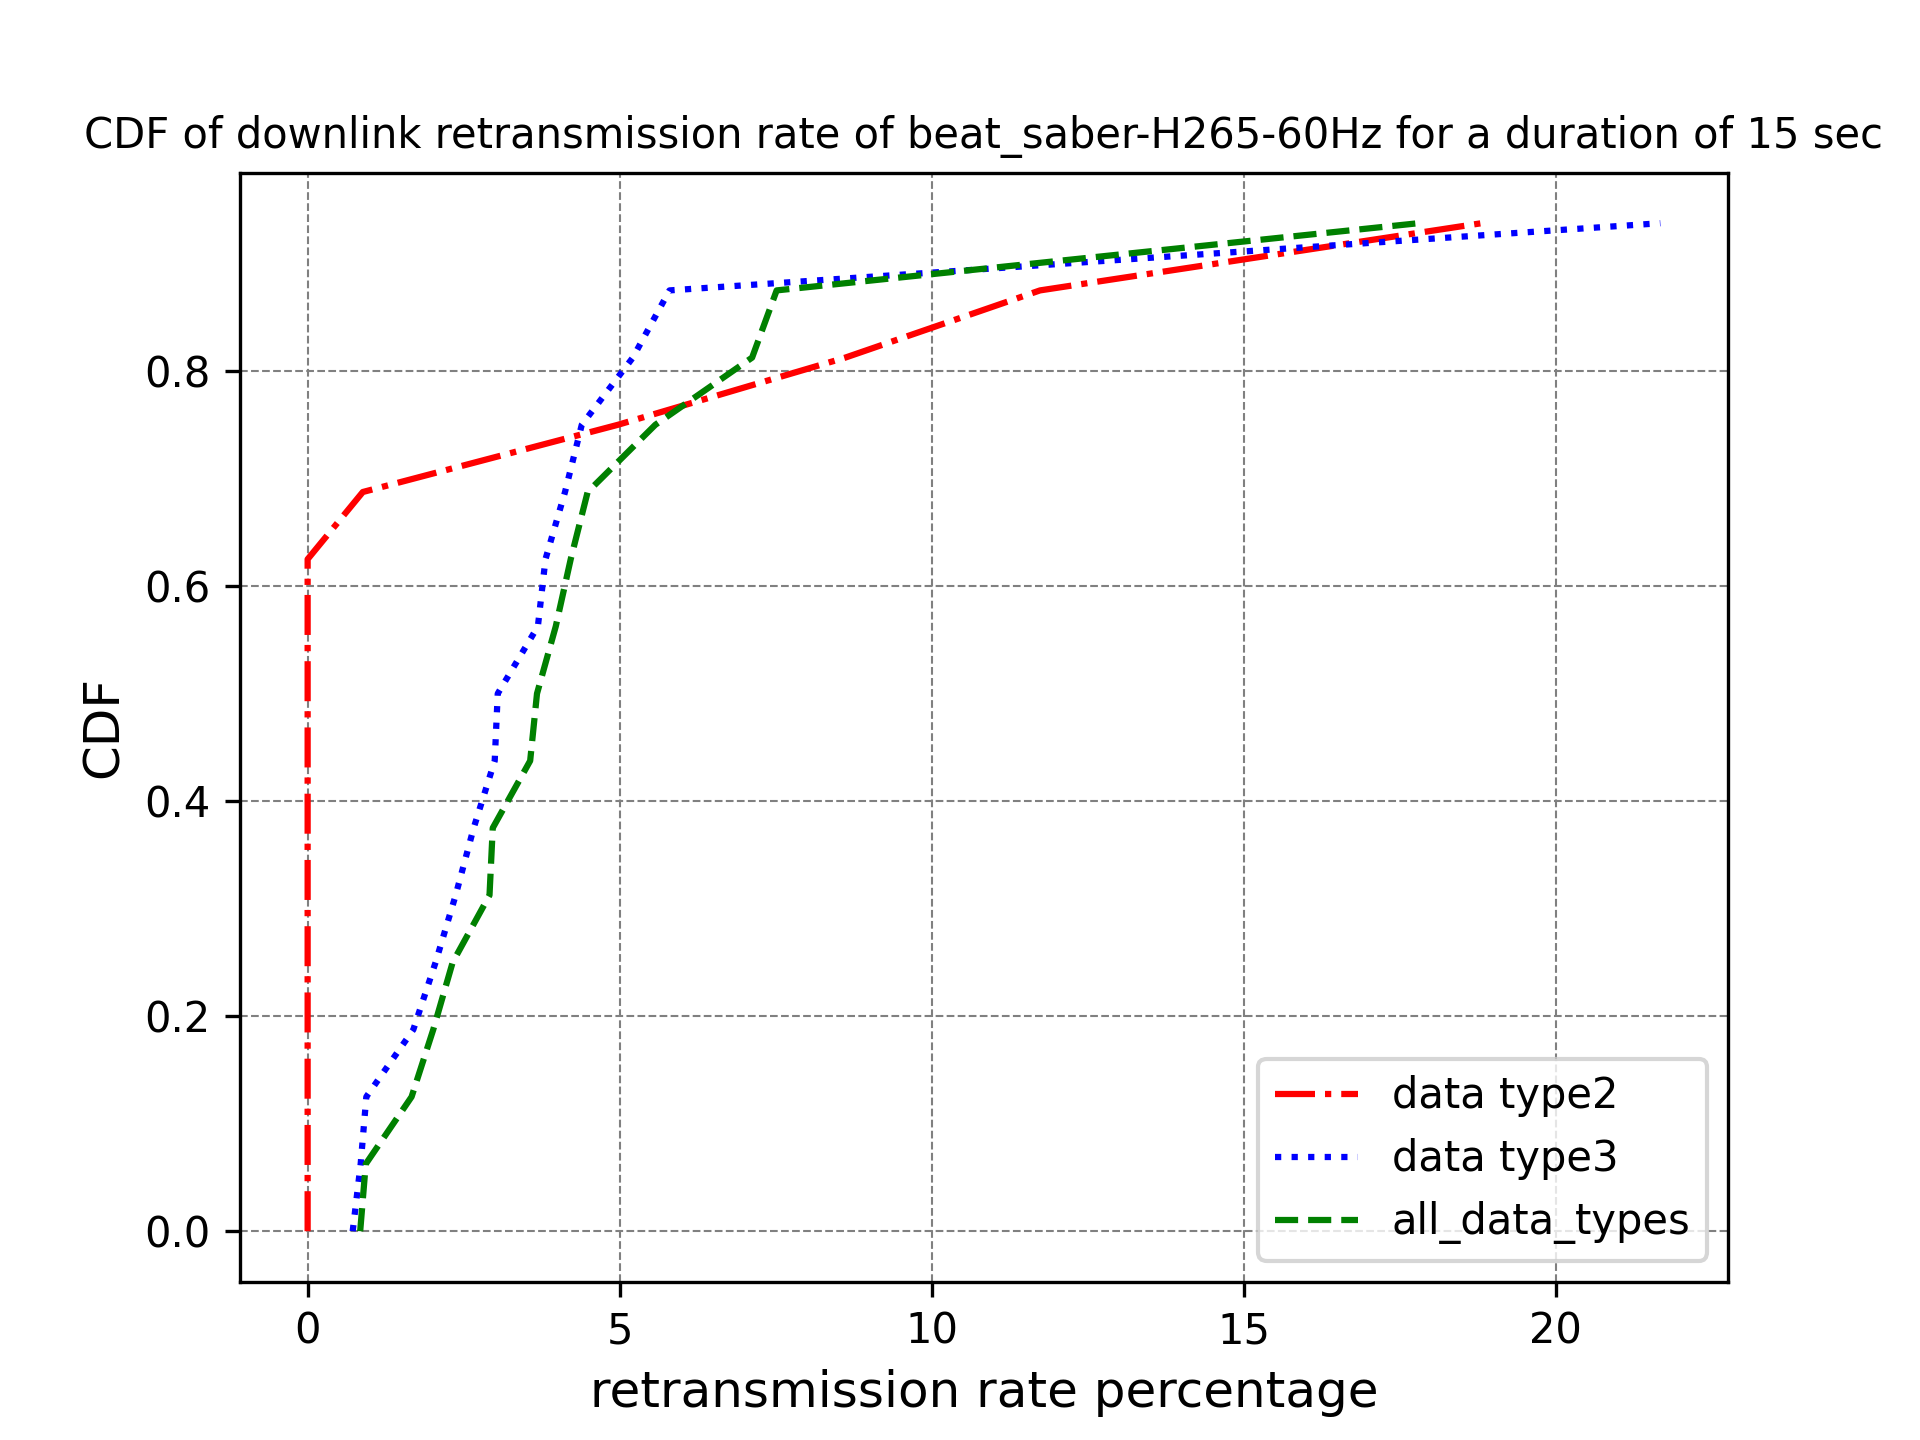 CDF of downlink retransmission rate of beat_saber-H265-60Hz for a duration of 15 sec
CDF
0.8
0.6
0.4
0.2
0.0
0 5 10 15 20
retransmission rate percentage
data type2
data type3
all_data_types